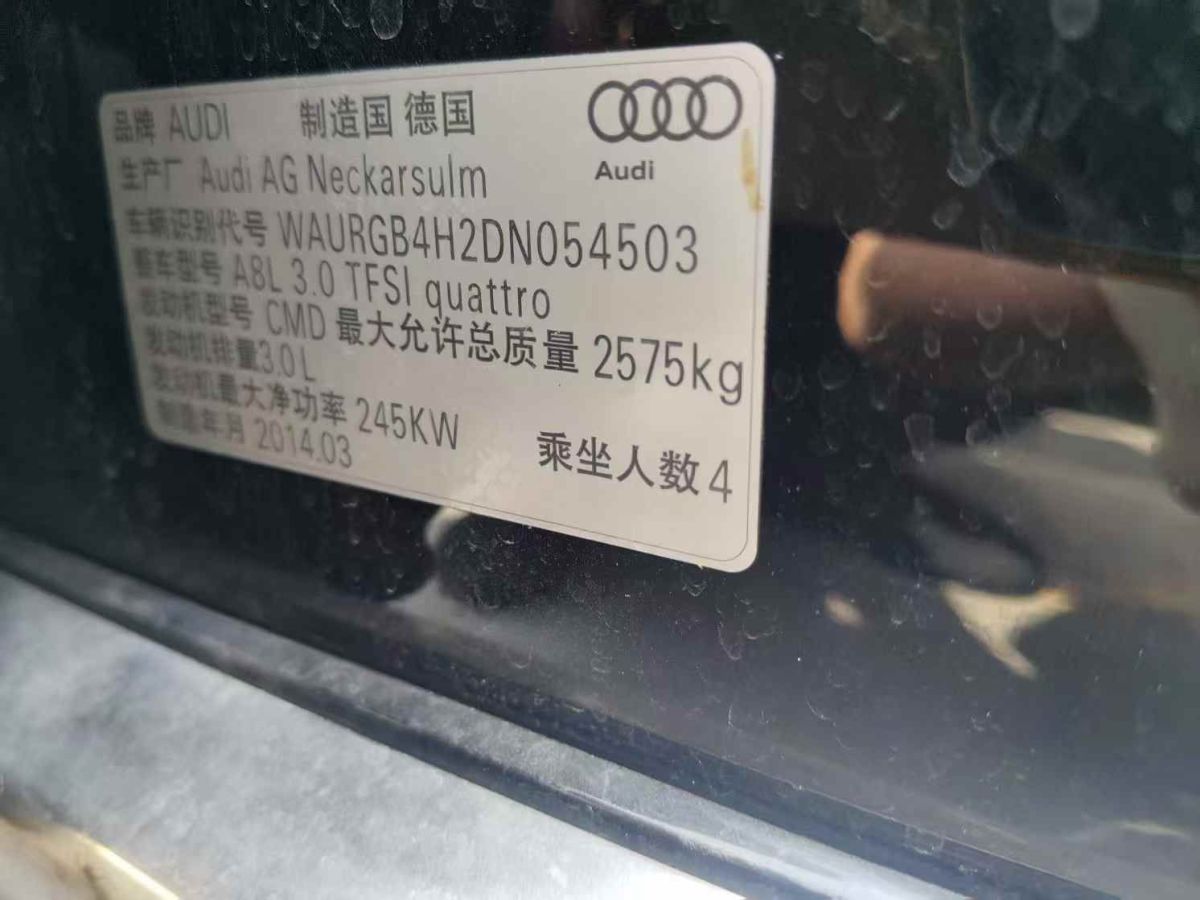 品牌 AUDI 制造国 德国
Audi
生产厂 Audi AG Neckarsulm
车辆识别代号 WAURGB4H2DN054503
整车型号 A8L 3.0 TFSI quattro
发动机型号 CMD 最大允许总质量 2575kg
发动机排量3.0L
发动机最大净功率 245KW
制造年月 2014.03 乘坐人数4